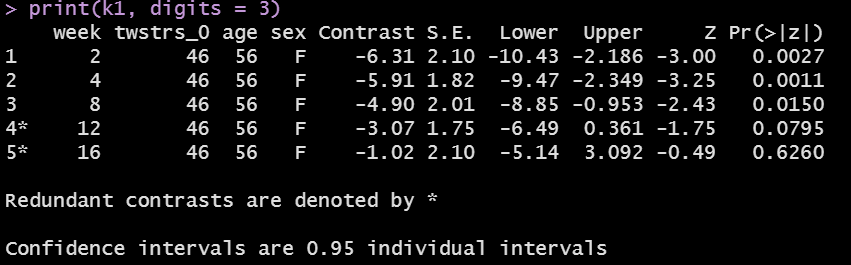 > print(k1, digits = 3)
week twstrs_0 age sex Contrast S.E. Lower Upper Z Pr(>|z|)
1 2 46 56 F -6.31 2.10 -10.43 -2.186 -3.00 0.0027
2 4 46 56 F -5.91 1.82 -9.47 -2.349 -3.25 0.0011
3 8 46 56 F -4.90 2.01 -8.85 -0.953 -2.43 0.0150
4* 12 46 56 F -3.07 1.75 -6.49 0.361 -1.75 0.0795
5* 16 46 56 F -1.02 2.10 -5.14 3.092 -0.49 0.6260
Redundant contrasts are denoted by *
Confidence intervals are 0.95 individual intervals